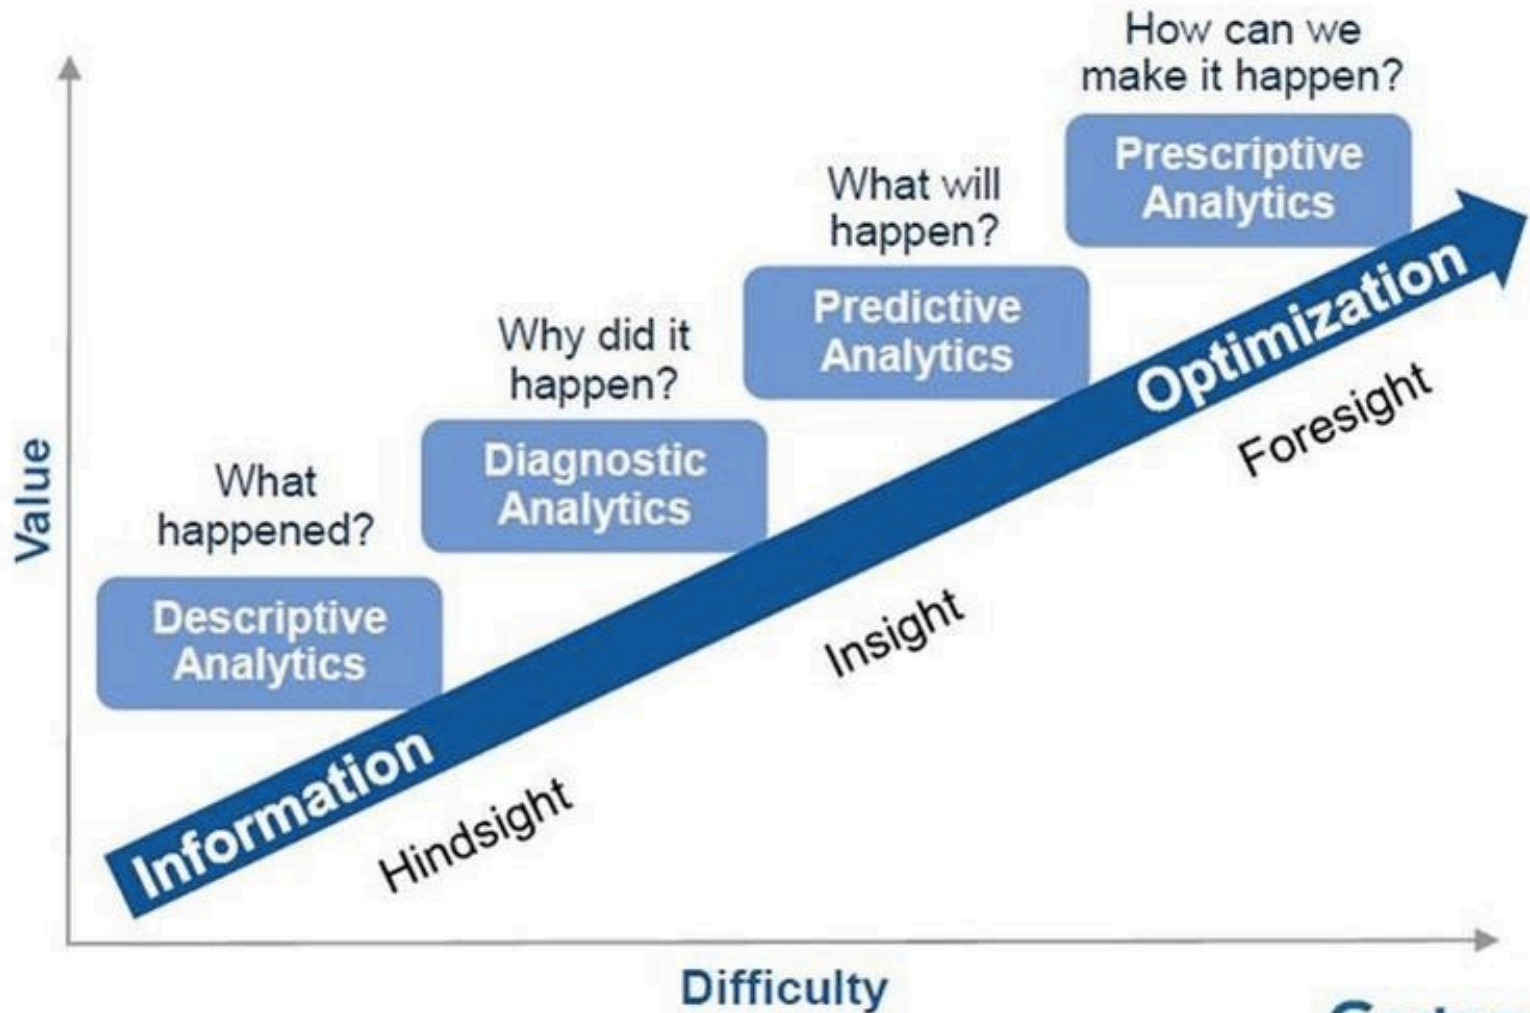 How can we
make it happen?
Prescriptive
Analytics
What will
happen?
Predictive
Analytics
Why did it
happen?
Diagnostic
Analytics
What
happened?
Descriptive
Analytics
Value
Information
Optimization
Hindsight
Insight
Foresight
Difficulty